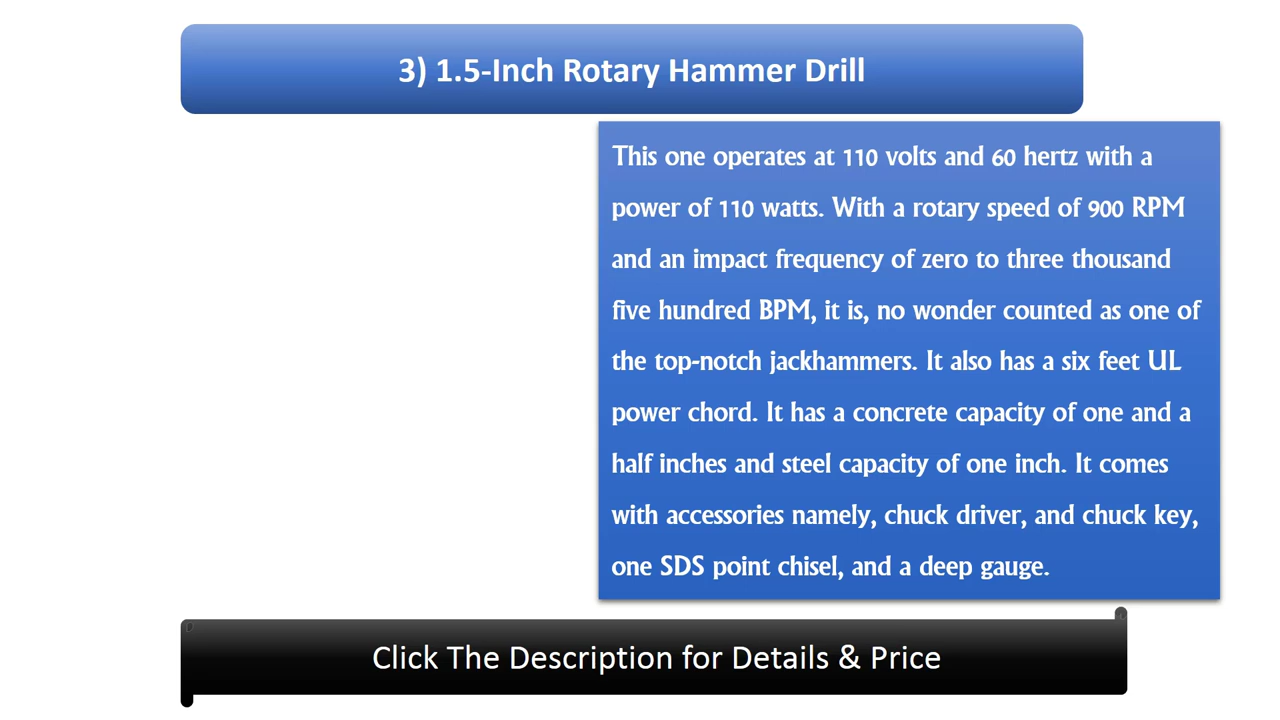 3) 1.5-Inch Rotary Hammer Drill
This one operates at 110 volts and 60 hertz with a
power of 110 watts. With a rotary speed of 900 RPM
and an impact frequency of zero to three thousand
five hundred BPM, it is, no wonder counted as one of
the top-notch jackhammers. It also has a six feet UL
power chord. It has a concrete capacity of one and a
half inches and steel capacity of one inch. It comes
with accessories namely, chuck driver, and chuck key,
one SDS point chisel, and a deep gauge.
Click The Description for Details & Price